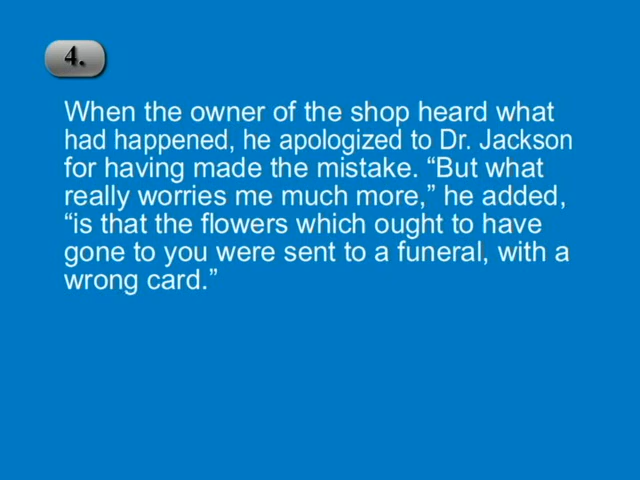 4.
When the owner of the shop heard what
had happened, he apologized to Dr. Jackson
for having made the mistake. “But what
really worries me much more,” he added,
“is that the flowers which ought to have
gone to you were sent to a funeral, with a
wrong card.”